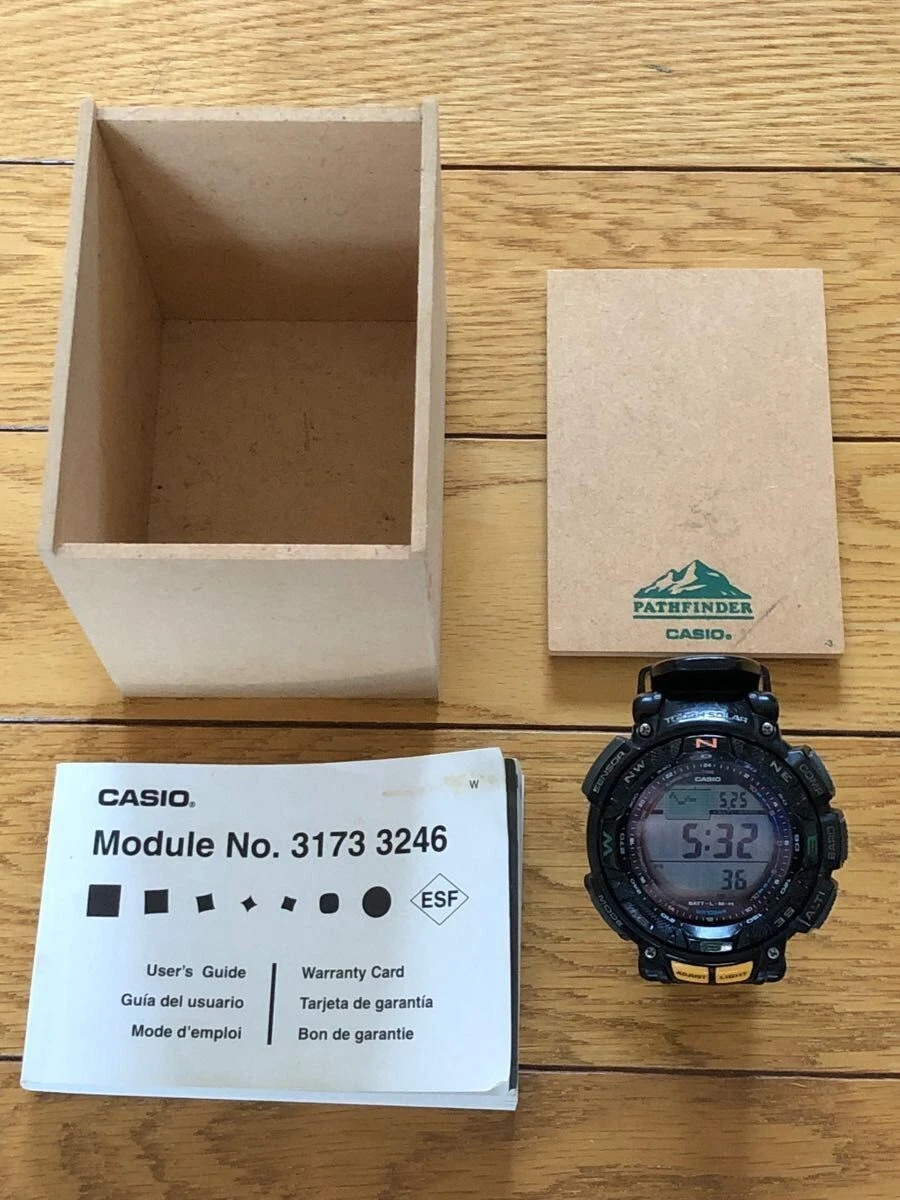 PATHFINDER
CASIO®
-3
TOUGH SOLAR
N
NW
NE
W
E
SENSOR
COMP
CASIO
5.25
5:32
36
BATT-L-M-H
BARO
MODE
ALTI
ADJUST
LIGHT
CASIO®
W
Module No. 3173 3246
ESF
User's Guide
Warranty Card
Guía del usuario
Tarjeta de garantía
Mode d'emploi
Bon de garantie